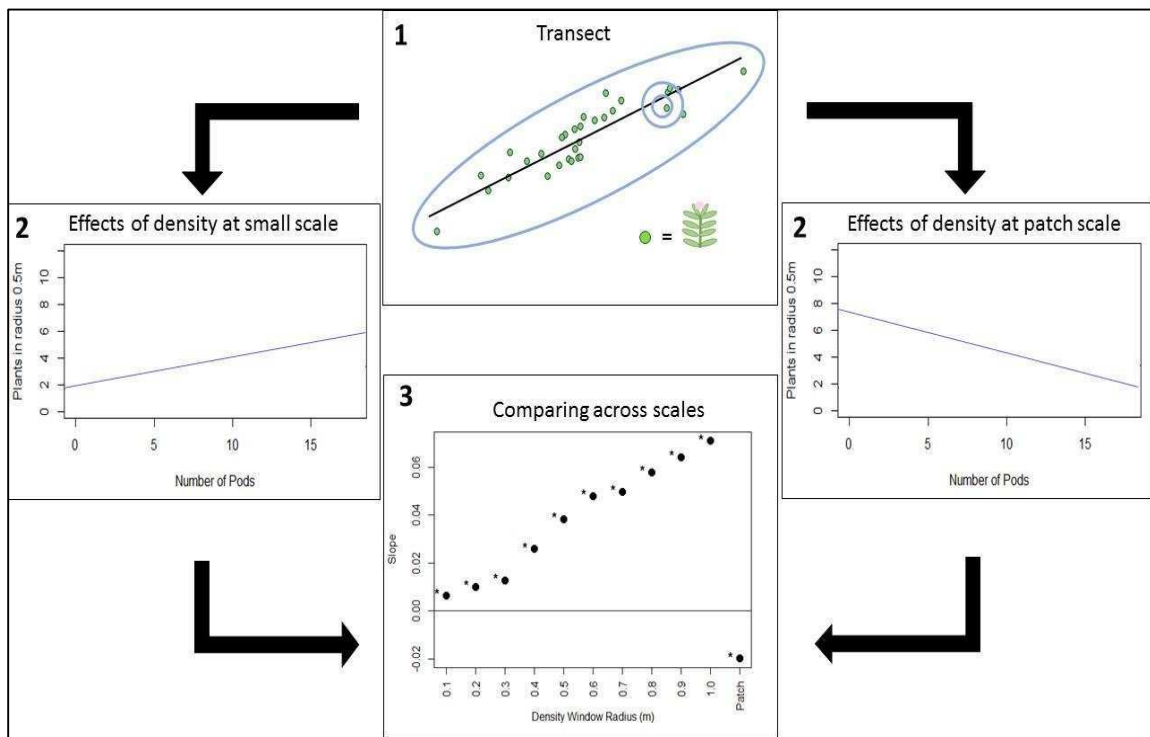 1
Transect
=
2
Effects of density at small scale
Plants in radius 0.5m
10
8
6
4
2
0
0 5 10 15
Number of Pods
2
Effects of density at patch scale
Plants in radius 0.5m
10
8
6
4
2
0
0 5 10 15
Number of Pods
3
Comparing across scales
Slope
0.06
0.04
0.02
0.00
-0.02
* * * * * * * * * * *
0.1 0.2 0.3 0.4 0.5 0.6 0.7 0.8 0.9 1.0 Patch
Density Window Radius (m)